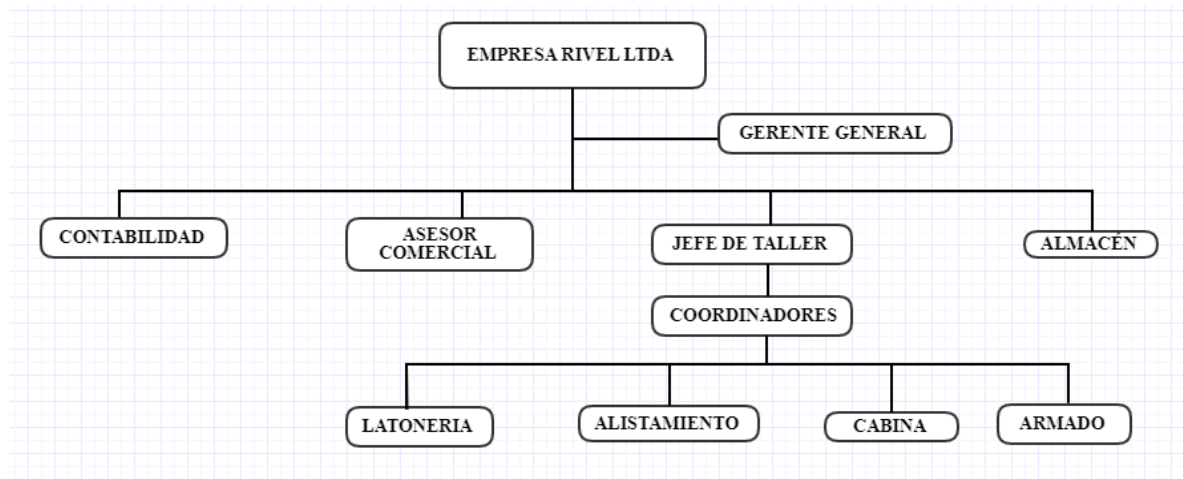 EMPRESA RIVEL LTDA
GERENTE GENERAL
CONTABILIDAD
ASESOR
COMERCIAL
JEFE DE TALLER
ALMACÉN
COORDINADORES
LATONERIA
ALISTAMIENTO
CABINA
ARMADO